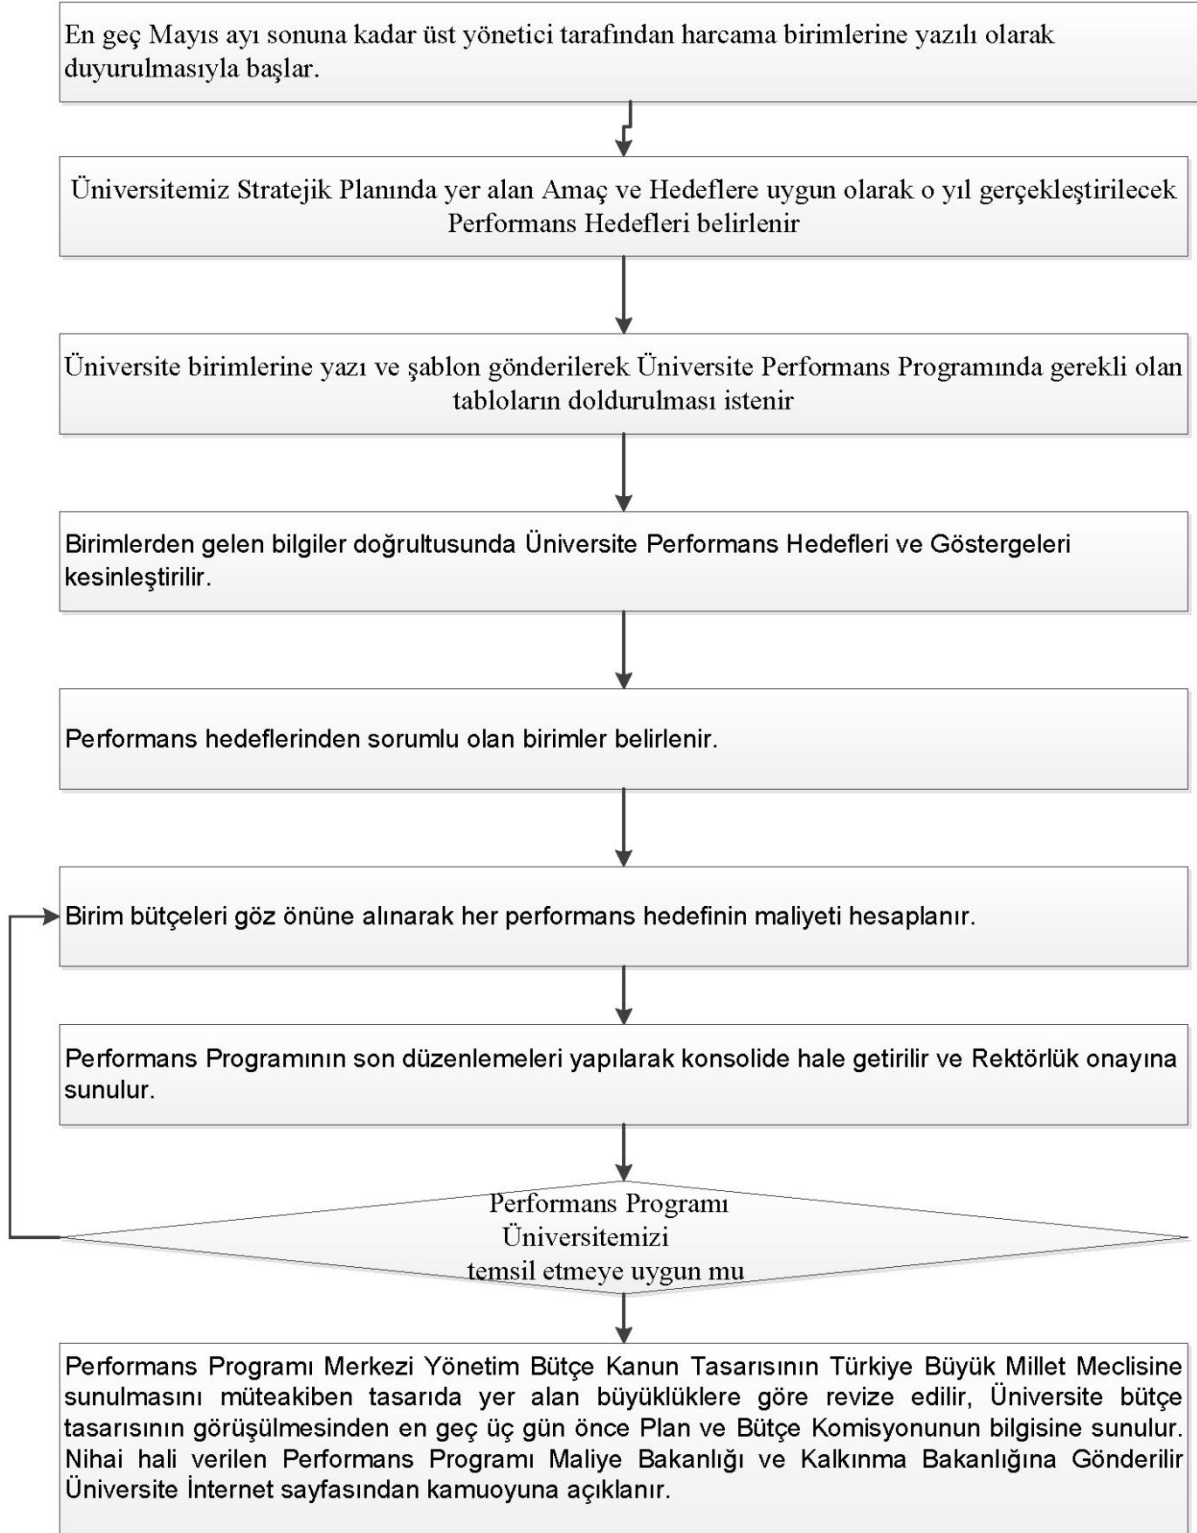 En geç Mayıs ayı sonuna kadar üst yönetici tarafından harcama birimlerine yazılı olarak
duyurulmasıyla başlar.
Üniversitemiz Stratejik Planında yer alan Amaç ve Hedeflere uygun olarak o yıl gerçekleştirilecek
Performans Hedefleri belirlenir
Üniversite birimlerine yazı ve şablon gönderilerek Üniversite Performans Programında gerekli olan
tabloların doldurulması istenir
Birimlerden gelen bilgiler doğrultusunda Üniversite Performans Hedefleri ve Göstergeleri
kesinleştirilir.
Performans hedeflerinden sorumlu olan birimler belirlenir.
Birim bütçeleri göz önüne alınarak her performans hedefinin maliyeti hesaplanır.
Performans Programının son düzenlemeleri yapılarak konsolide hale getirilir ve Rektörlük onayına
sunulur.
Performans Programı
Üniversitemizi
temsil etmeye uygun mu
Performans Programı Merkezi Yönetim Bütçe Kanun Tasarısının Türkiye Büyük Millet Meclisine
sunulmasını müteakiben tasarıda yer alan büyüklüklere göre revize edilir, Üniversite bütçe
tasarısının görüşülmesinden en geç üç gün önce Plan ve Bütçe Komisyonunun bilgisine sunulur.
Nihai hali verilen Performans Programı Maliye Bakanlığı ve Kalkınma Bakanlığına Gönderilir
Üniversite İnternet sayfasından kamuoyuna açıklanır.